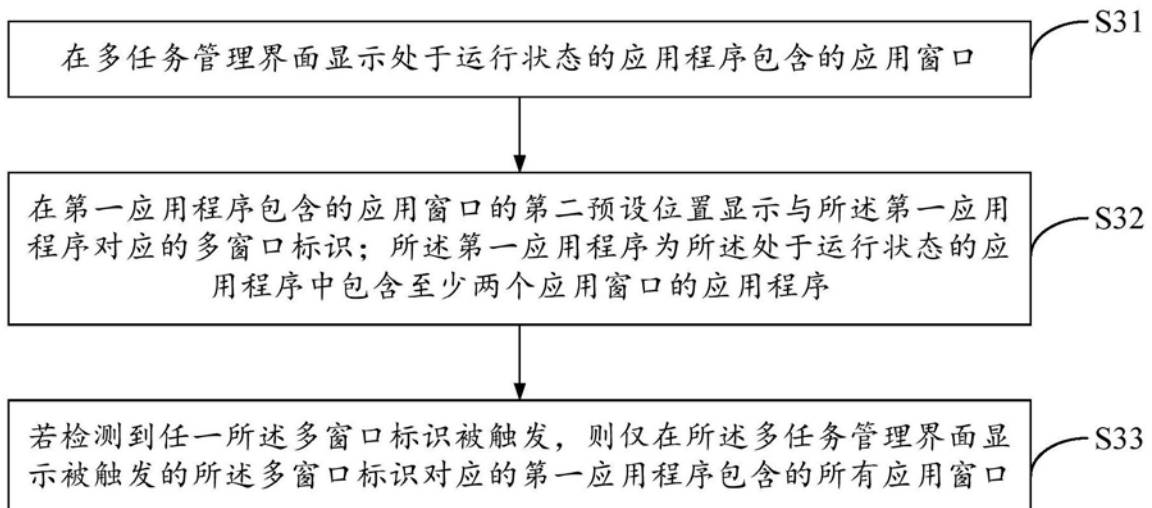 在多任务管理界面显示处于运行状态的应用程序包含的应用窗口
S31
在第一应用程序包含的应用窗口的第二预设位置显示与所述第一应用
程序对应的多窗口标识；所述第一应用程序为所述处于运行状态的应
用程序中包含至少两个应用窗口的应用程序
S32
若检测到任一所述多窗口标识被触发，则仅在所述多任务管理界面显
示被触发的所述多窗口标识对应的第一应用程序包含的所有应用窗口
S33